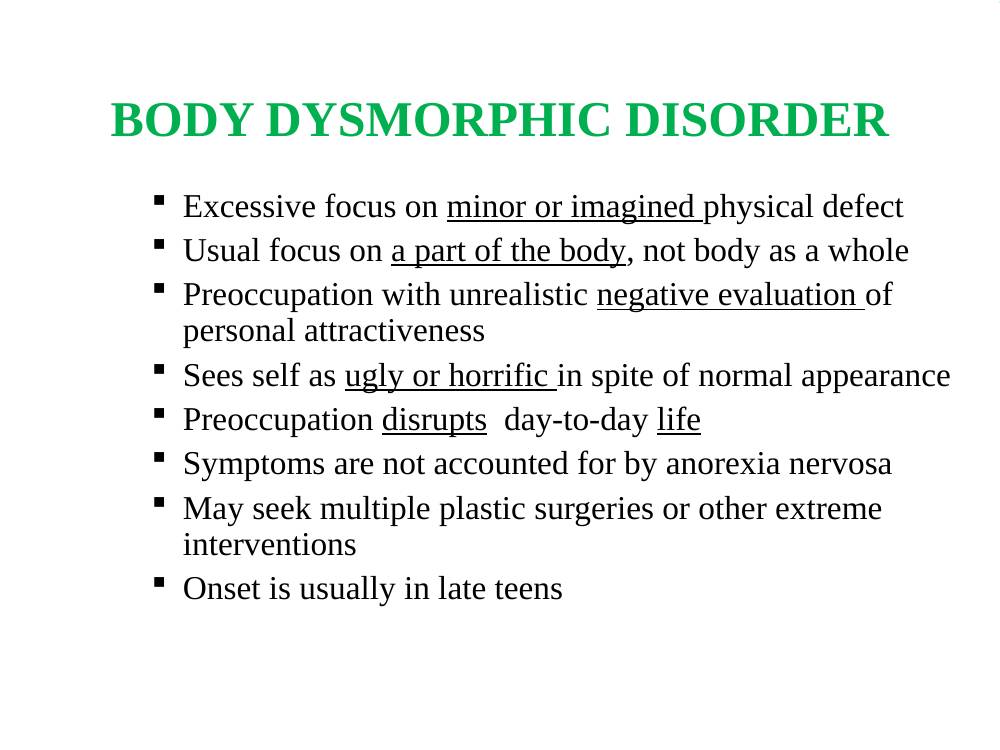 BODY DYSMORPHIC DISORDER
▪ Excessive focus on minor or imagined physical defect
▪ Usual focus on a part of the body, not body as a whole
▪ Preoccupation with unrealistic negative evaluation of
personal attractiveness
▪ Sees self as ugly or horrific in spite of normal appearance
▪ Preoccupation disrupts  day-to-day life
▪ Symptoms are not accounted for by anorexia nervosa
▪ May seek multiple plastic surgeries or other extreme
interventions
▪ Onset is usually in late teens